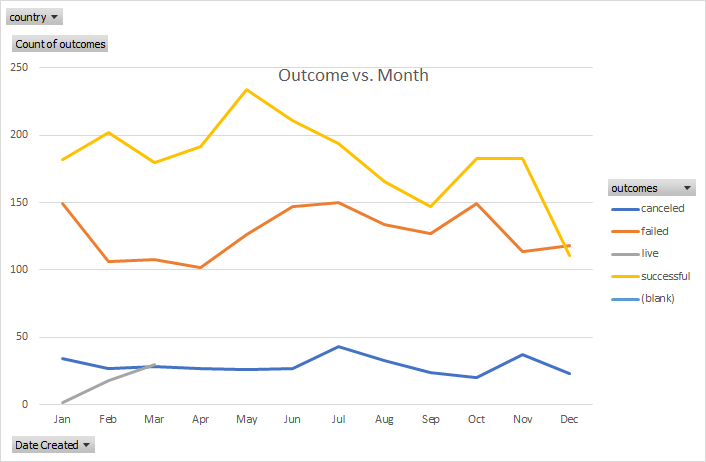 country
Count of outcomes
Outcome vs. Month
250
200
150
100
50
0
Jan Feb Mar Apr May Jun Jul Aug Sep Oct Nov Dec
Date Created
outcomes
canceled
failed
live
successful
(blank)